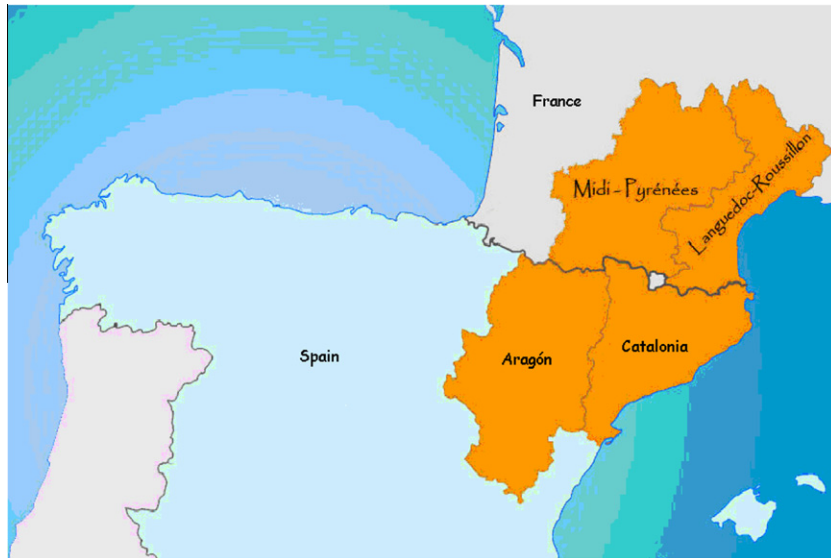 France
Midi - Pyrénées
Languedoc-Roussillon
Spain
Aragón
Catalonia